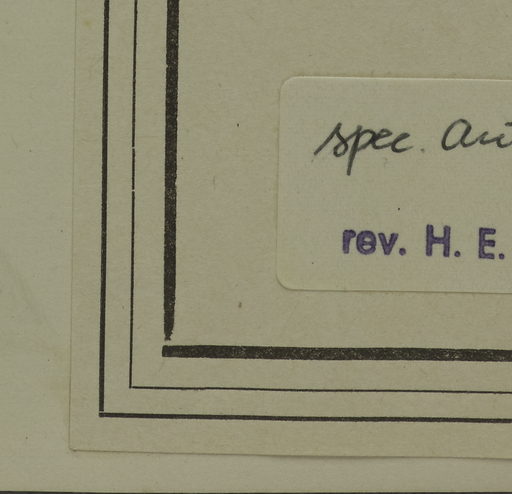 spec.
rev. H. E.